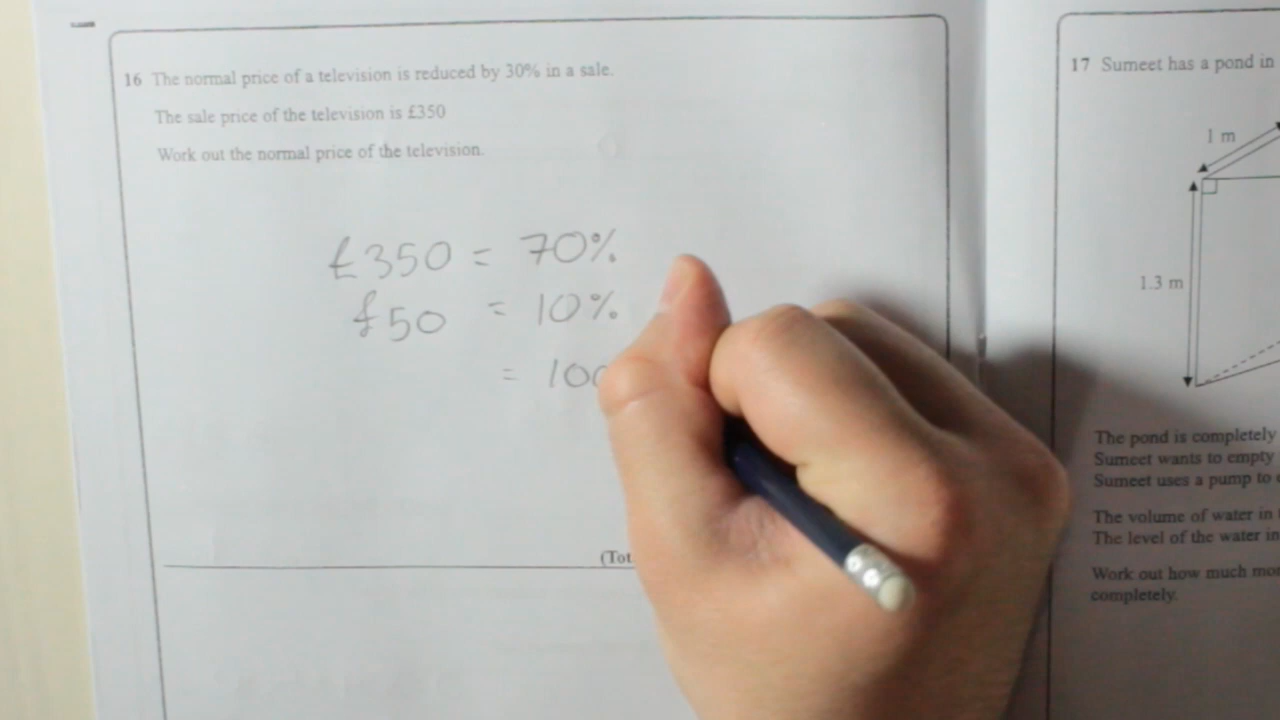 16 The normal price of a television is reduced by 30% in a sale.
The sale price of the television is £350
Work out the normal price of the television.
£350 = 70%
£50 = 10%
= 100
(Tot
17 Sumeet has a pond in
1 m
1.3 m
The pond is completely
Sumeet wants to empty
Sumeet uses a pump to
The volume of water in
The level of the water in
Work out how much mo
completely.